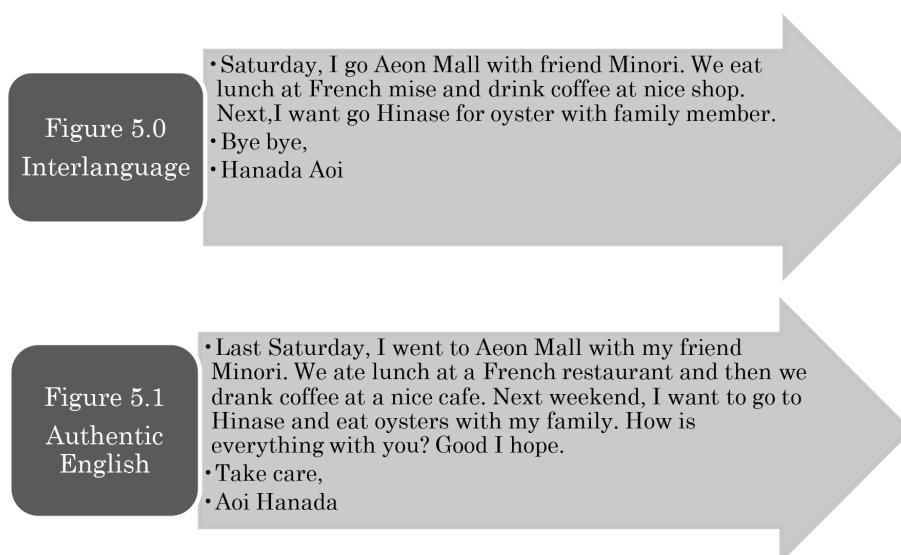 Figure 5.0
Interlanguage
•Saturday, I go Aeon Mall with friend Minori. We eat
lunch at French mise and drink coffee at nice shop.
Next,I want go Hinase for oyster with family member.
•Bye bye,
•Hanada Aoi
Figure 5.1
Authentic
English
•Last Saturday, I went to Aeon Mall with my friend
Minori. We ate lunch at a French restaurant and then we
drank coffee at a nice cafe. Next weekend, I want to go to
Hinase and eat oysters with my family. How is
everything with you? Good I hope.
•Take care,
•Aoi Hanada